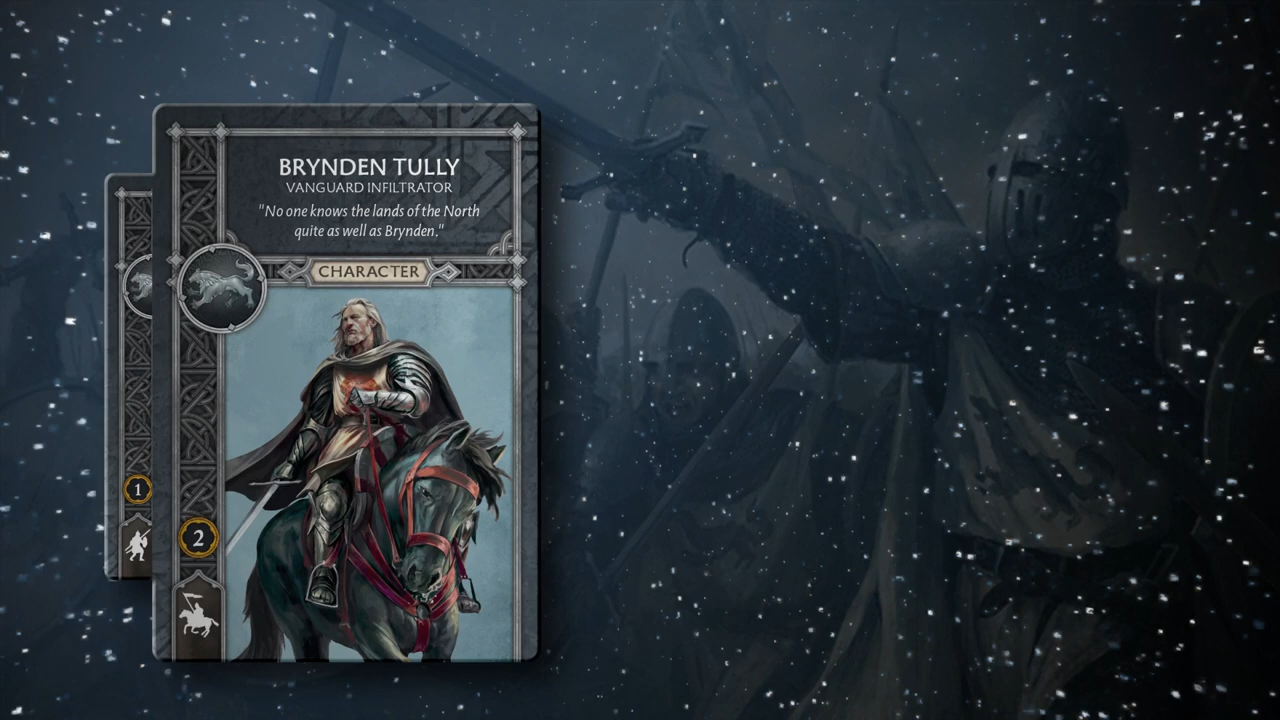 BRYNDEN TULLY
VANGUARD INFILTRATOR
"No one knows the lands of the North
quite as well as Brynden."
CHARACTER
1
2